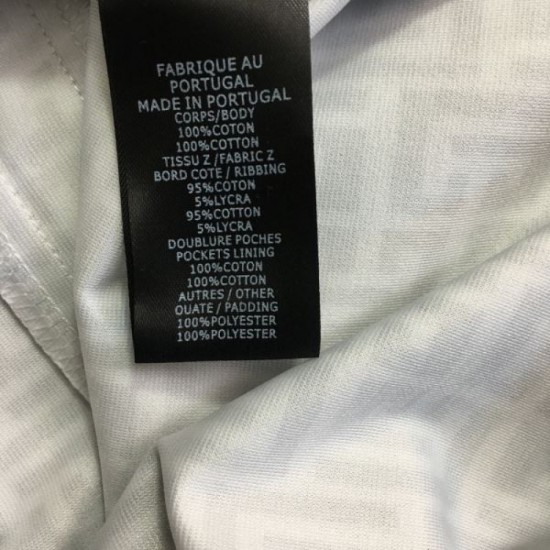 FABRIQUE AU
PORTUGAL
MADE IN PORTUGAL
CORPS/BODY
100%COTON
100%COTTON
TISSU Z /FABRIC Z
BORD COTE / RIBBING
95%COTON
5%LYCRA
95%COTTON
5%LYCRA
DOUBLURE POCHES
POCKETS LINING
100%COTON
100%COTTON
AUTRES / OTHER
OUATE / PADDING
100%POLYESTER
100%POLYESTER